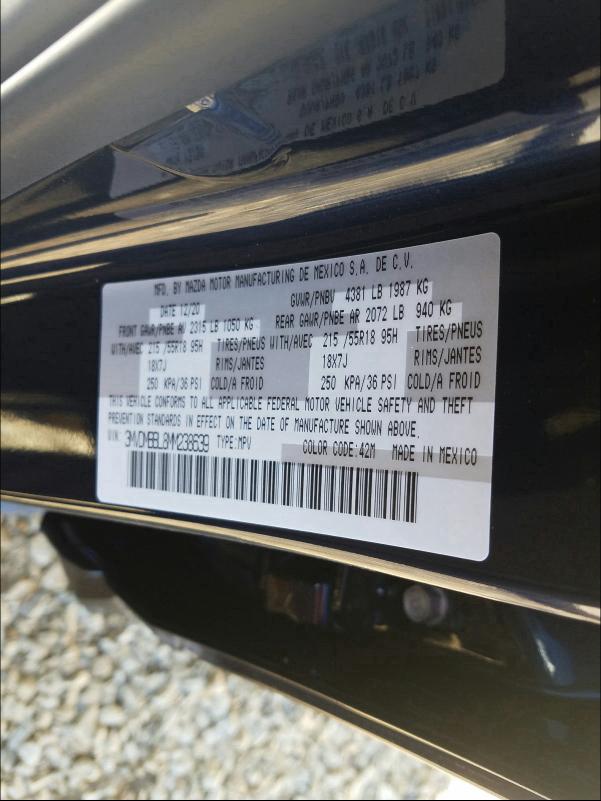 MFD. BY MAZDA MOTOR MANUFACTURING DE MEXICO S.A. DE C.V.
DATE 12/20 GVWR/PNBV 4381 LB 1987 KG
FRONT GAWR/PNBE AV 2315 LB 1050 KG REAR GAWR/PNBE AR 2072 LB 940 KG
WITH/AVEC 215 /55R18 95H TIRES/PNEUS WITH/AVEC 215 /55R18 95H TIRES/PNEUS
18X7J RIMS/JANTES 18X7J RIMS/JANTES
250 KPA/36 PSI COLD/A FROID 250 KPA/36 PSI COLD/A FROID
THIS VEHICLE CONFORMS TO ALL APPLICABLE FEDERAL MOTOR VEHICLE SAFETY AND THEFT
PREVENTION STANDARDS IN EFFECT ON THE DATE OF MANUFACTURE SHOWN ABOVE.
VIN: 3MVDMBBL8MM238639 TYPE:MPV COLOR CODE:42M MADE IN MEXICO